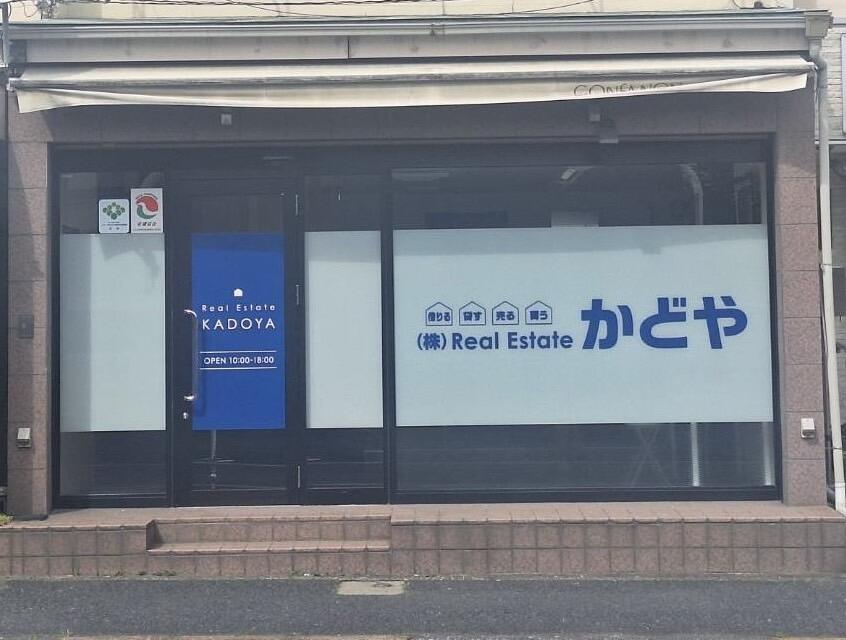 Real Estate
KADOYA
OPEN 10:00-18:00
借りる 貸す 売る 買う
(株)Real Estate かどや